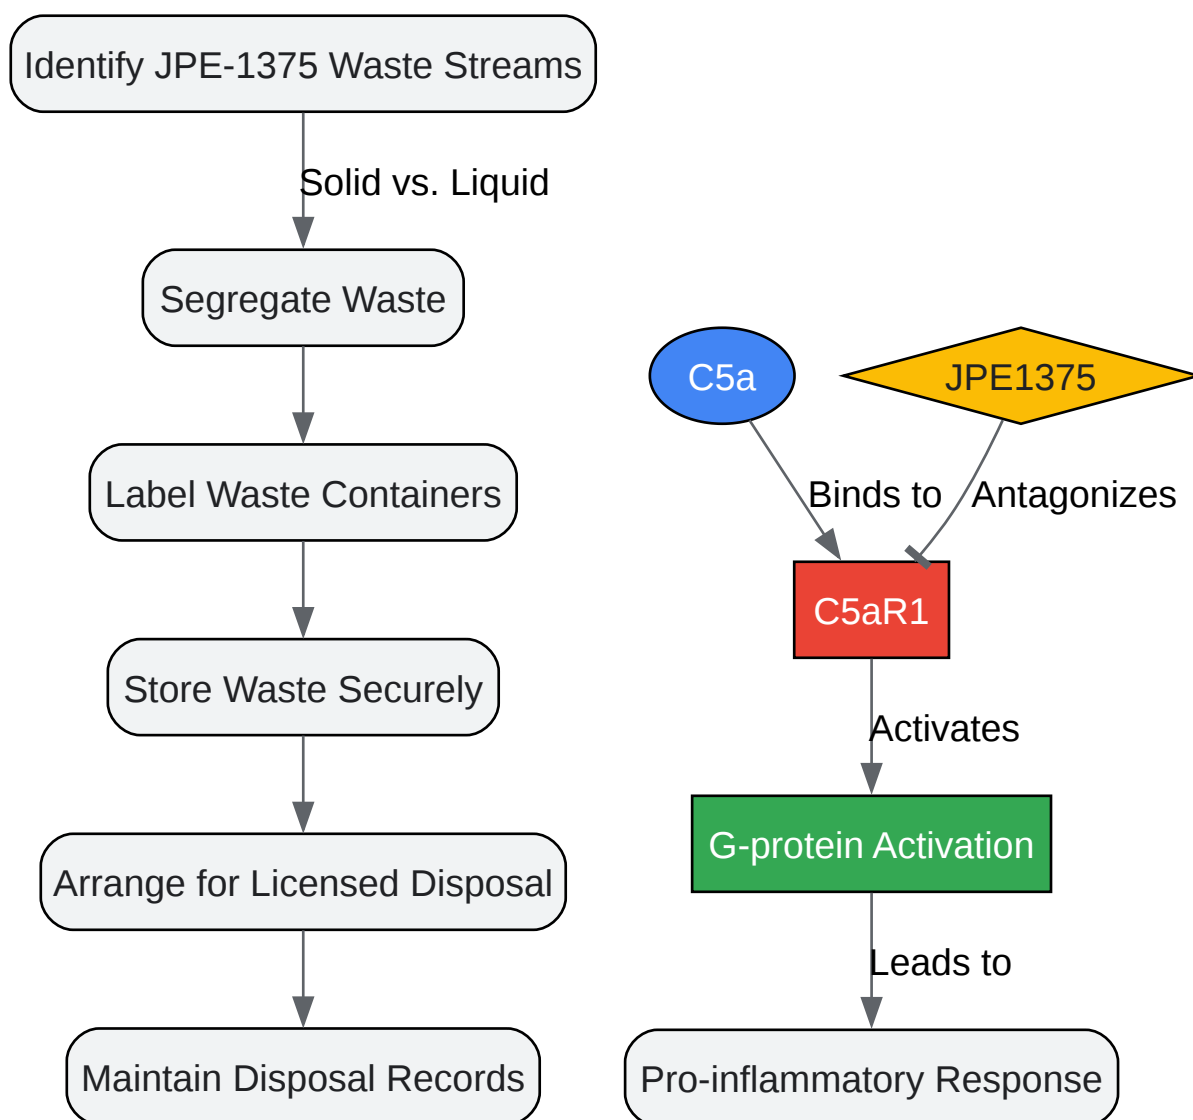 Identify JPE-1375 Waste Streams
Solid vs. Liquid
Segregate Waste
Label Waste Containers
Store Waste Securely
Arrange for Licensed Disposal
Maintain Disposal Records
C5a
JPE1375
Binds to
Antagonizes
C5aR1
Activates
G-protein Activation
Leads to
Pro-inflammatory Response